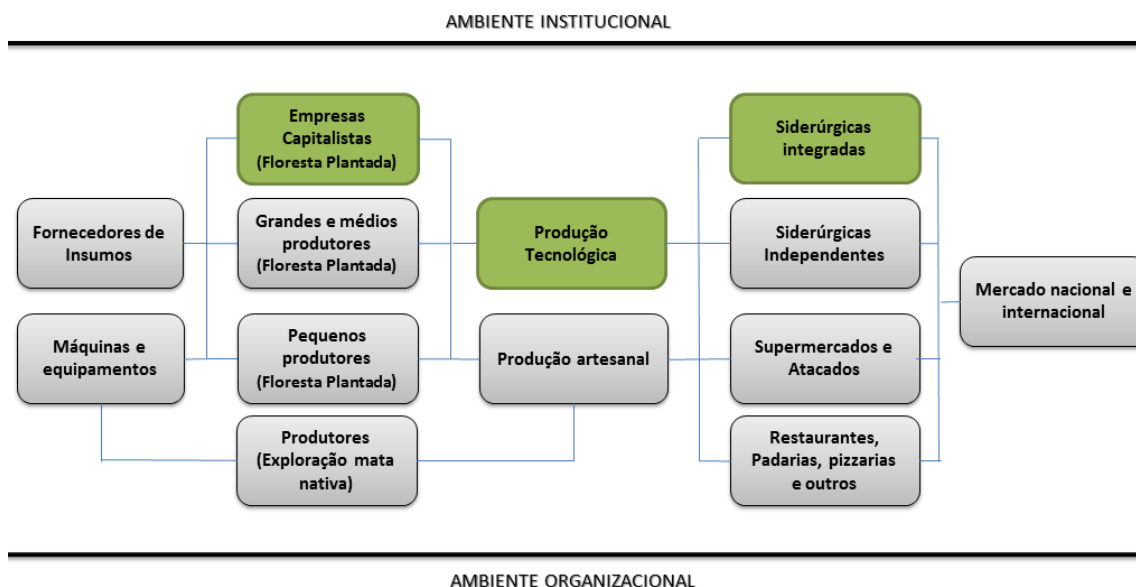 AMBIENTE INSTITUCIONAL
Fornecedores de
Insumos
Máquinas e
equipamentos
Empresas
Capitalistas
(Floresta Plantada)
Grandes e médios
produtores
(Floresta Plantada)
Pequenos
produtores
(Floresta Plantada)
Produtores
(Exploração mata
nativa)
Produção
Tecnológica
Produção artesanal
Siderúrgicas
integradas
Siderúrgicas
Independentes
Supermercados e
Atacados
Restaurantes,
Padarias, pizzarias
e outros
Mercado nacional e
internacional
AMBIENTE ORGANIZACIONAL